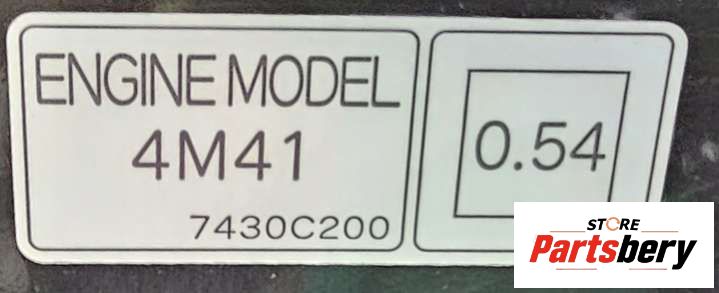 ENGINE MODEL
4M41
7430C200
0.54
STORE
Partsbery